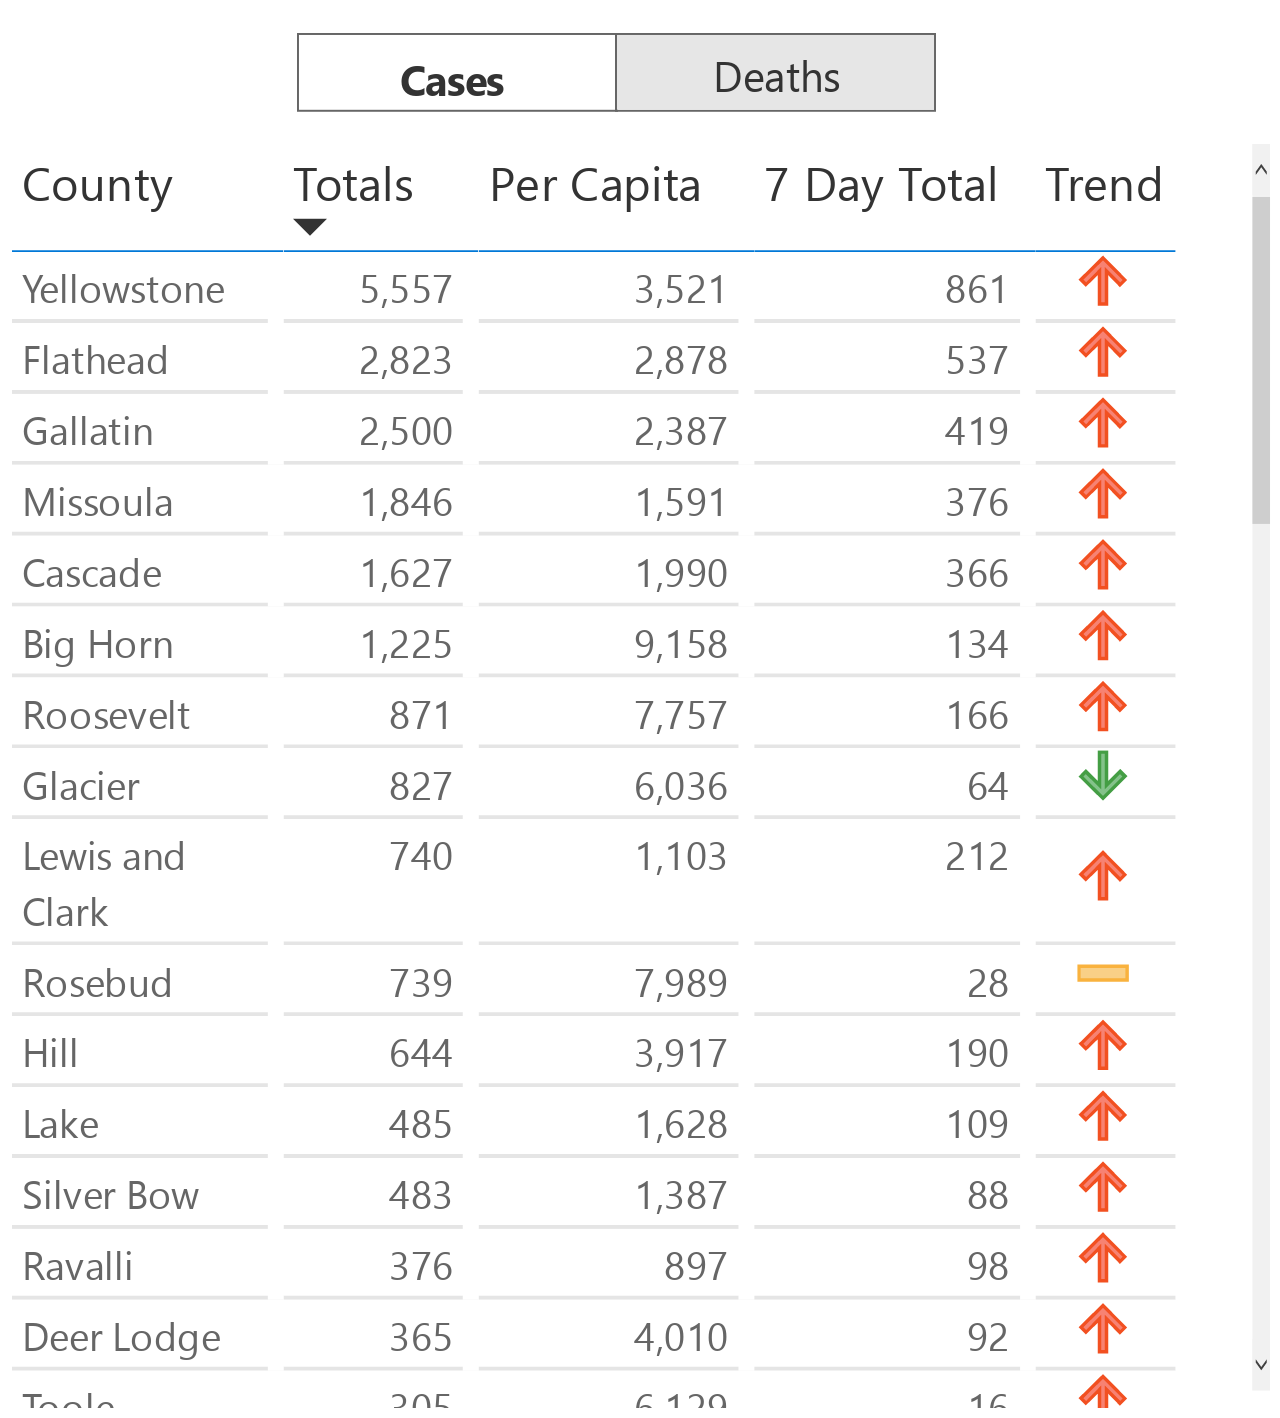 Cases Deaths
County Totals Per Capita 7 Day Total Trend
Yellowstone 5,557 3,521 861
Flathead 2,823 2,878 537
Gallatin 2,500 2,387 419
Missoula 1,846 1,591 376
Cascade 1,627 1,990 366
Big Horn 1,225 9,158 134
Roosevelt 871 7,757 166
Glacier 827 6,036 64
Lewis and 740 1,103 212
Clark
Rosebud 739 7,989 28
Hill 644 3,917 190
Lake 485 1,628 109
Silver Bow 483 1,387 88
Ravalli 376 897 98
Deer Lodge 365 4,010 92
Toole 305 6,129 16